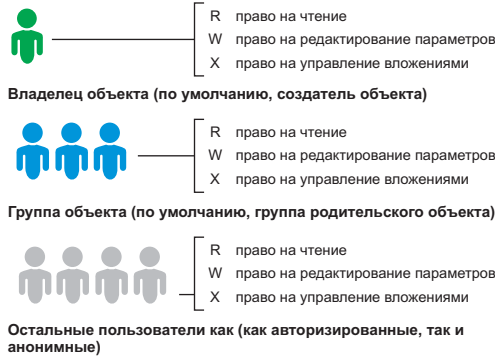 R право на чтение
W право на редактирование параметров
X право на управление вложениями
Владелец объекта (по умолчанию, создатель объекта)
R право на чтение
W право на редактирование параметров
X право на управление вложениями
Группа объекта (по умолчанию, группа родительского объекта)
R право на чтение
W право на редактирование параметров
X право на управление вложениями
Остальные пользователи как (как авторизированные, так и
анонимные)